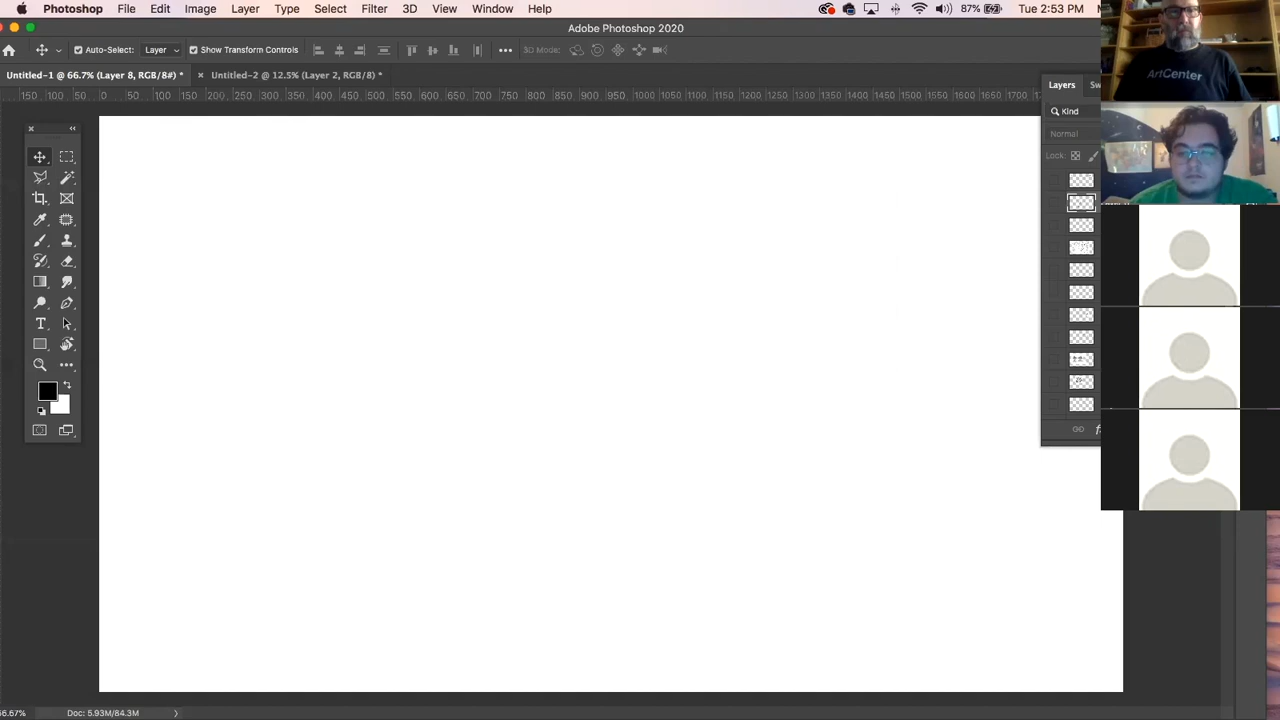 Photoshop File Edit Image Layer Type Select Filter 3D View Window Help 87% Tue 2:53 PM
Adobe Photoshop 2020
Auto-Select: Layer Show Transform Controls 3D Mode:
Untitled-1 @ 66.7% (Layer 8, RGB/8#) * Untitled-2 @ 12.5% (Layer 2, RGB/8) *
150 100 50 0 50 100 150 200 250 300 350 400 450 500 550 600 650 700 750 800 850 900 950 1000 1050 1100 1150 1200 1250 1300 1350 1400 1450 1500 1550 1600 1650 1700
ArtCenter
Layers
Kind
Normal
Lock:
Doc: 5.93M/84.3M